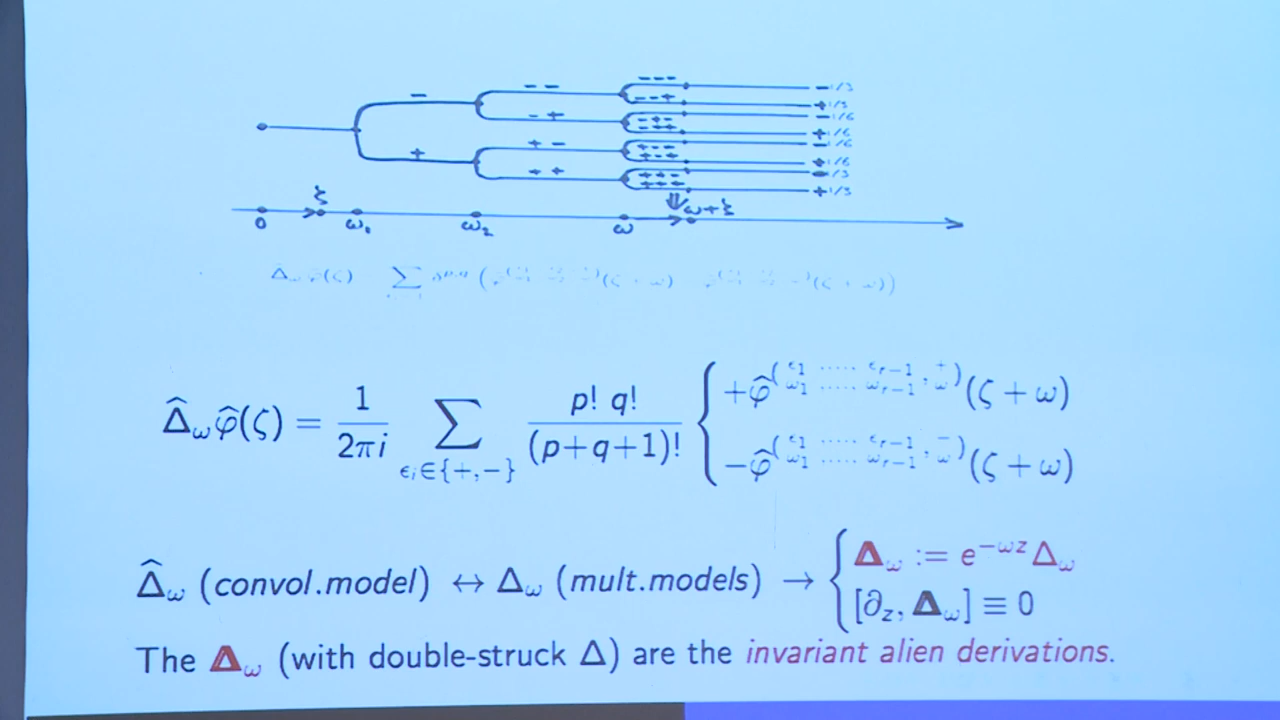 - - - - -1/3
- - - - + +1/3
- + - + - -1/6
- + + +1/6
+ + - + - - -1/6
+ - + +1/6
+ + + + - -1/3
+ + + +1/3
ξ ω+ξ
0 ω₁ ω₂ ω
Δ̂_ω φ̂(ζ) = 1/(2πi) ∑_{ϵᵢ∈{+,−}} p! q!/(p+q+1)! { +φ̂^{(ϵ₁ ..... ϵ_{r−1} , + / ω₁ ..... ω_{r−1} , ω)}(ζ + ω)
−φ̂^{(ϵ₁ ..... ϵ_{r−1} , − / ω₁ ..... ω_{r−1} , ω)}(ζ + ω)
Δ̂_ω (convol.model) ↔ Δ_ω (mult.models) → { 𝚫_ω := e^{−ωz}Δ_ω
[∂_z, 𝚫_ω] ≡ 0
The 𝚫_ω (with double-struck Δ) are the invariant alien derivations.